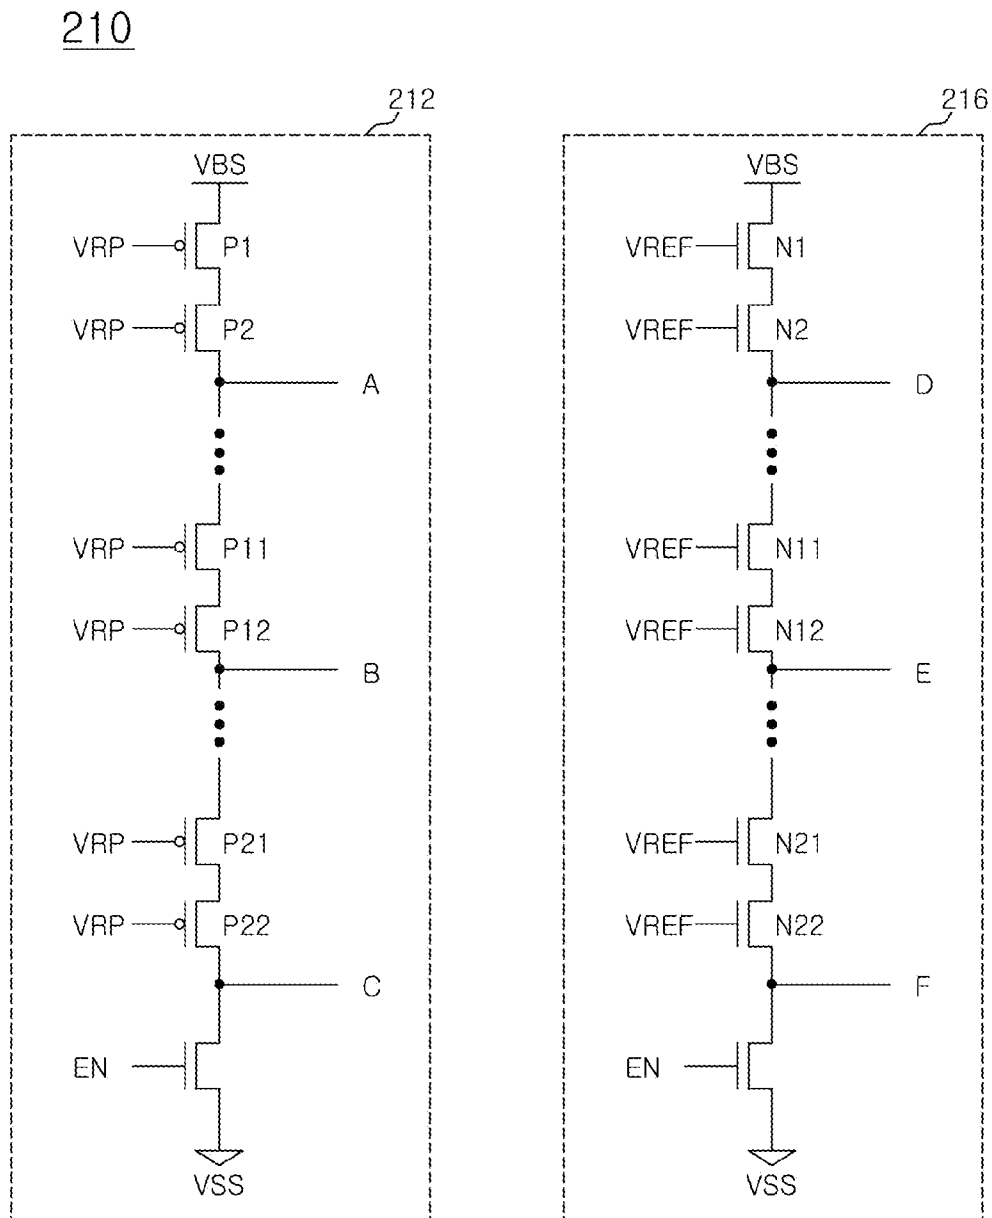 210
212
VBS
VRP P1
VRP P2
A
VRP P11
VRP P12
B
VRP P21
VRP P22
C
EN
VSS
216
VBS
VREF N1
VREF N2
D
VREF N11
VREF N12
E
VREF N21
VREF N22
F
EN
VSS